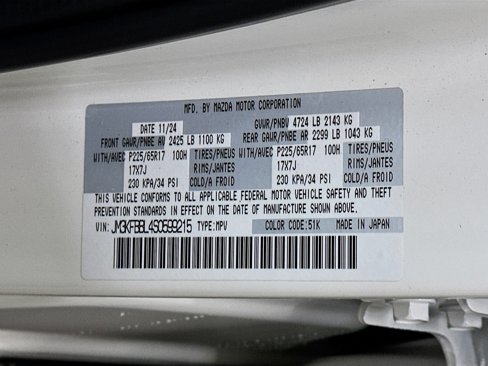 MFD. BY MAZDA MOTOR CORPORATION
DATE 11/24 GVWR/PNBV 4724 LB 2143 KG
FRONT GAWR/PNBE AV 2425 LB 1100 KG REAR GAWR/PNBE AR 2299 LB 1043 KG
WITH/AVEC P225/65R17 100H TIRES/PNEUS WITH/AVEC P225/65R17 100H TIRES/PNEUS
17X7J RIMS/JANTES 17X7J RIMS/JANTES
230 KPA/34 PSI COLD/A FROID 230 KPA/34 PSI COLD/A FROID
THIS VEHICLE CONFORMS TO ALL APPLICABLE FEDERAL MOTOR VEHICLE SAFETY AND THEFT
PREVENTION STANDARDS IN EFFECT ON THE DATE OF MANUFACTURE SHOWN ABOVE.
VIN: JM3KFBBL4S0599215 TYPE:MPV COLOR CODE:51K MADE IN JAPAN